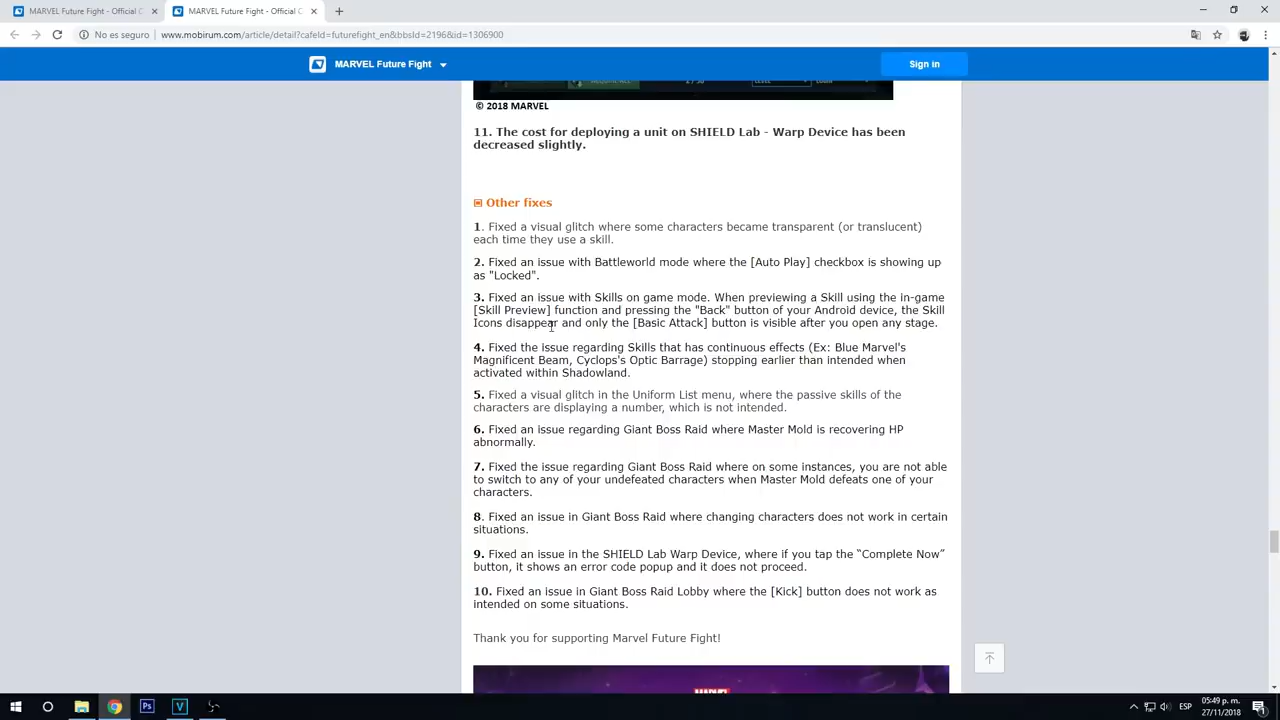 MARVEL Future Fight - Official C
MARVEL Future Fight - Official C
No es seguro
www.mobirum.com/article/detail?cafeId=futurefight_en&bbsId=2196&id=1306900
MARVEL Future Fight
Sign in
© 2018 MARVEL
11. The cost for deploying a unit on SHIELD Lab - Warp Device has been
decreased slightly.
Other fixes
1. Fixed a visual glitch where some characters became transparent (or translucent)
each time they use a skill.
2. Fixed an issue with Battleworld mode where the [Auto Play] checkbox is showing up
as "Locked".
3. Fixed an issue with Skills on game mode. When previewing a Skill using the in-game
[Skill Preview] function and pressing the "Back" button of your Android device, the Skill
Icons disappear and only the [Basic Attack] button is visible after you open any stage.
4. Fixed the issue regarding Skills that has continuous effects (Ex: Blue Marvel's
Magnificent Beam, Cyclops's Optic Barrage) stopping earlier than intended when
activated within Shadowland.
5. Fixed a visual glitch in the Uniform List menu, where the passive skills of the
characters are displaying a number, which is not intended.
6. Fixed an issue regarding Giant Boss Raid where Master Mold is recovering HP
abnormally.
7. Fixed the issue regarding Giant Boss Raid where on some instances, you are not able
to switch to any of your undefeated characters when Master Mold defeats one of your
characters.
8. Fixed an issue in Giant Boss Raid where changing characters does not work in certain
situations.
9. Fixed an issue in the SHIELD Lab Warp Device, where if you tap the “Complete Now”
button, it shows an error code popup and it does not proceed.
10. Fixed an issue in Giant Boss Raid Lobby where the [Kick] button does not work as
intended on some situations.
Thank you for supporting Marvel Future Fight!
MARVEL
Ps
V
ESP
05:49 p. m.
27/11/2018
1